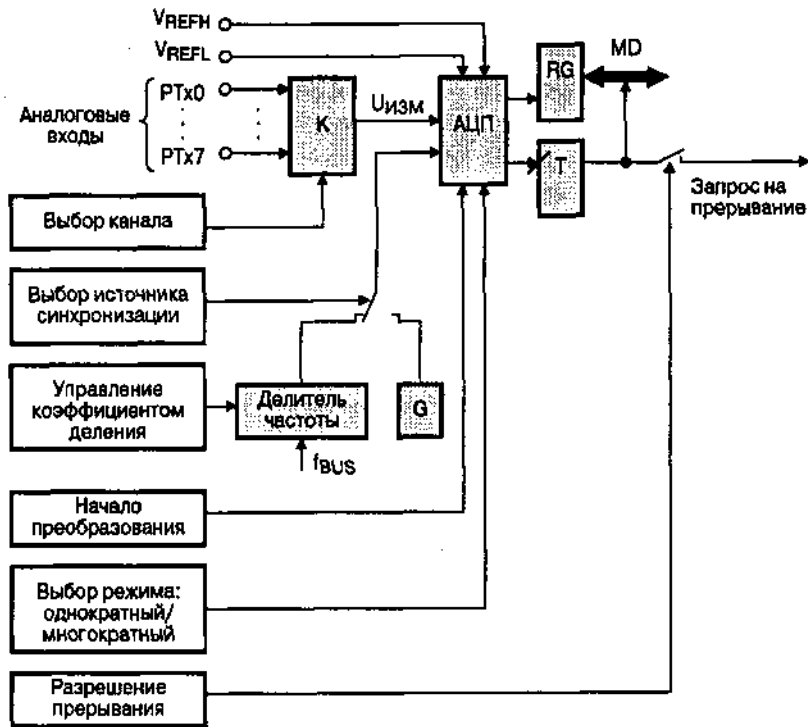 VREFH
VREFL
MD
PTx0
Аналоговые
входы
PTx7
K
UИЗМ
АЦП
RG
T
Запрос на
прерывание
Выбор канала
Выбор источника
синхронизации
Управление
коэффициентом
деления
Делитель
частоты
G
fBUS
Начало
преобразования
Выбор режима:
однократный/
многократный
Разрешение
прерывания